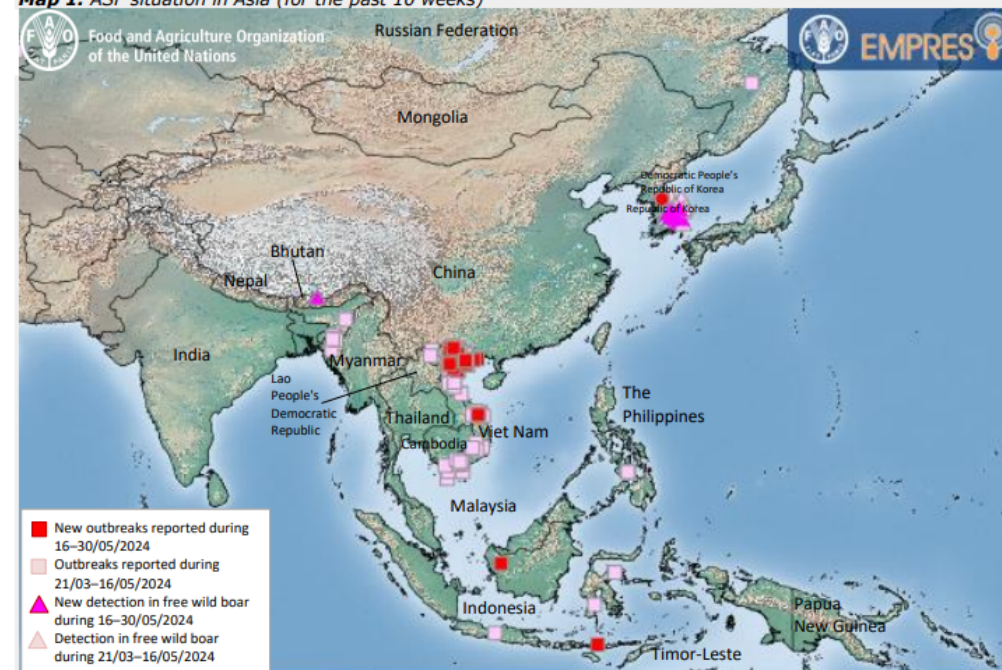 Map 1. ASF situation in Asia (for the past 10 weeks)
FAO
Food and Agriculture Organization
of the United Nations
Russian Federation
FAO
EMPRES
Mongolia
Democratic People's
Republic of Korea
Republic of Korea
Bhutan
Nepal
China
India
Myanmar
Lao
People's
Democratic
Republic
Thailand
Cambodia
Viet Nam
The
Philippines
Malaysia
Indonesia
Papua
New Guinea
Timor-Leste
New outbreaks reported during
16–30/05/2024
Outbreaks reported during
21/03–16/05/2024
New detection in free wild boar
during 16–30/05/2024
Detection in free wild boar
during 21/03–16/05/2024